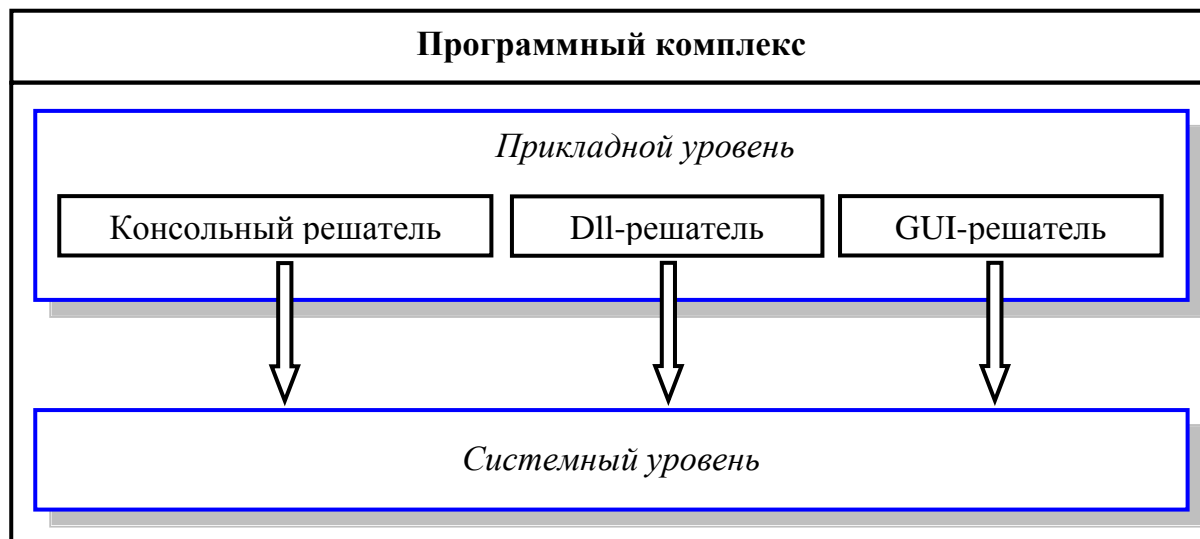 Программный комплекс
Прикладной уровень
Консольный решатель
Dll-решатель
GUI-решатель
Системный уровень